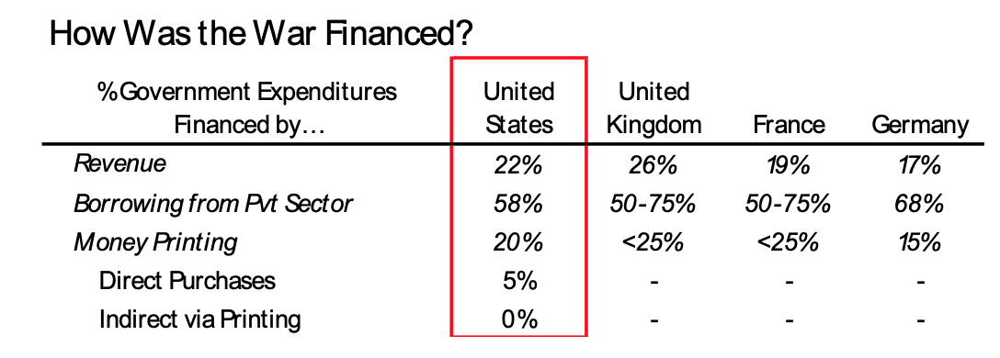 How Was the War Financed?
%Government Expenditures United United
Financed by… States Kingdom France Germany
Revenue 22% 26% 19% 17%
Borrowing from Pvt Sector 58% 50-75% 50-75% 68%
Money Printing 20% <25% <25% 15%
Direct Purchases 5% - - -
Indirect via Printing 0% - - -